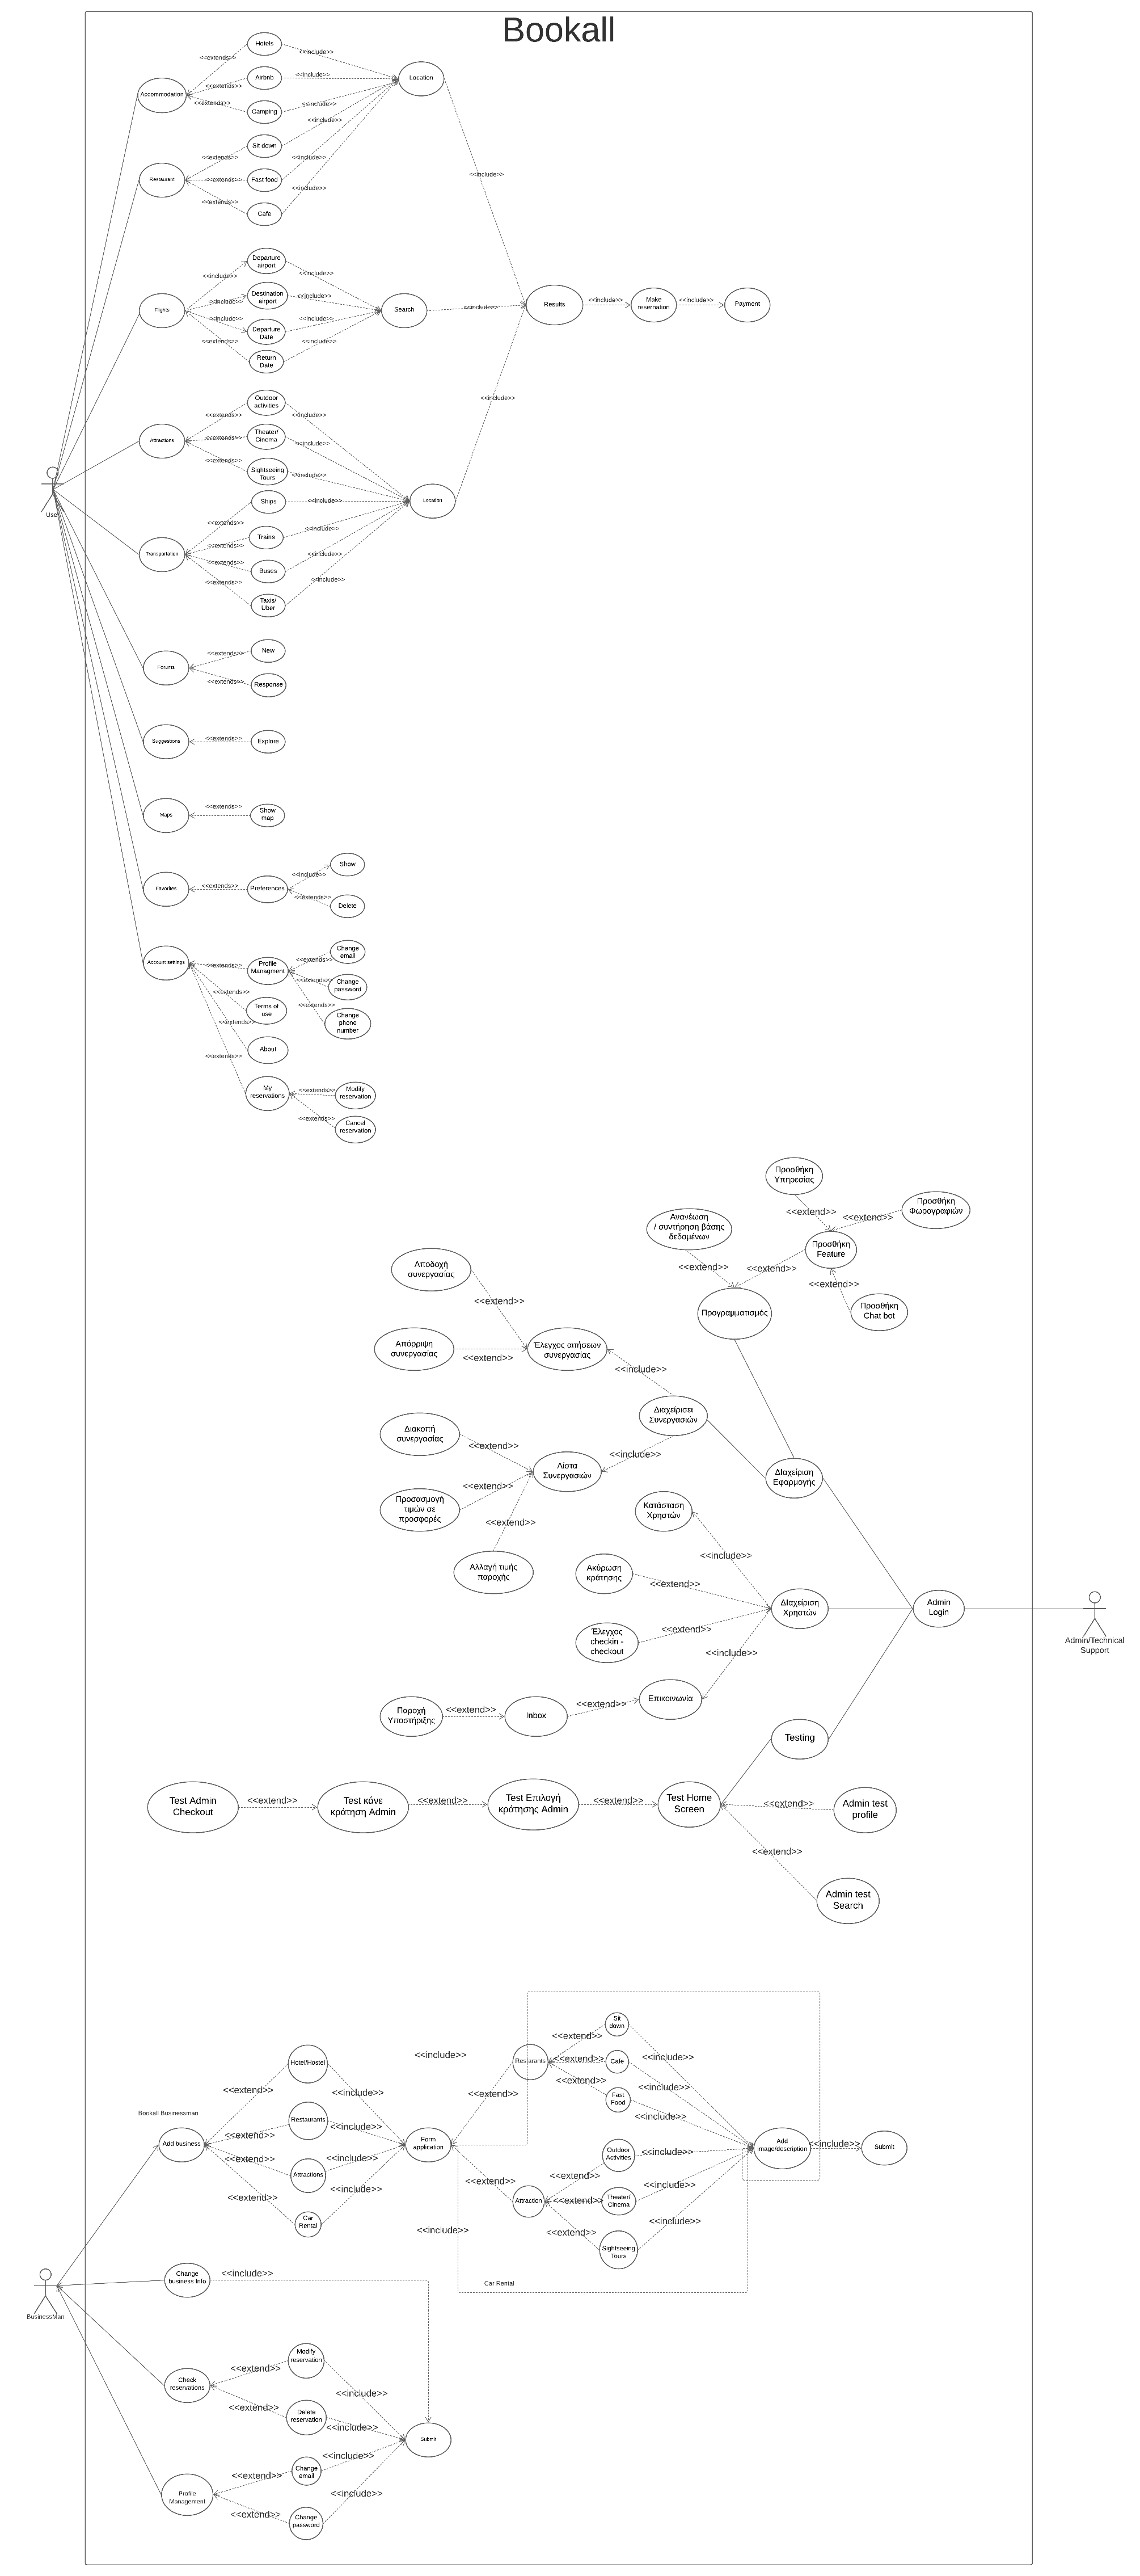 Bookall
Hotels
<<extends>>
<<include>>
Location
Airbnb
<<include>>
<<extends>>
Accommodation
<<extends>>
Camping
<<include>>
<<include>>
Sit down
<<extends>>
<<include>>
<<include>>
Restaurant
<<extends>>
Fast food
<<include>>
<<extends>>
Cafe
Departure
airport
<<include>>
<<include>>
Destination
airport
<<include>>
<<include>>
Flights
Search
<<include>>
Results
<<include>>
Make
resernation
<<include>>
Payment
<<include>>
Departure
Date
<<include>>
<<extends>>
<<include>>
Return
Date
<<include>>
Outdoor
activities
<<extends>>
<<include>>
Attractions
<<extends>>
Theater/
Cinema
<<include>>
<<extends>>
Sightseeing
Tours
<<include>>
User
Ships
<<include>>
Location
<<extends>>
Trains
<<include>>
Transportation
<<extends>>
<<include>>
<<extends>>
Buses
<<extends>>
<<include>>
Taxis/
Uber
New
<<extends>>
Forums
<<extends>>
Response
Suggestions
<<extends>>
Explore
Maps
<<extends>>
Show
map
Show
<<include>>
Favorites
<<extends>>
Preferences
<<extends>>
Delete
Change
email
<<extends>>
Account settings
<<extends>>
Profile
Managment
<<extends>>
Change
password
<<extends>>
Terms of
use
<<extends>>
Change
phone
number
<<extends>>
About
<<extends>>
My
reservations
<<extends>>
Modify
reservation
<<extends>>
Cancel
reservation
Προσθήκη
Υπηρεσίας
<<extend>>
<<extend>>
Προσθήκη
Φωρογραφιών
Ανανέωση
/ συντήρηση βάσης
δεδομένων
Προσθήκη
Feature
<<extend>>
<<extend>>
<<extend>>
Προσθήκη
Chat bot
Προγραμματισμός
Αποδοχή
συνεργασίας
<<extend>>
Απόρριψη
συνεργασίας
<<extend>>
Έλεγχος αιτήσεων
συνεργασίας
<<include>>
Διαχείρισει
Συνεργασιών
Διακοπή
συνεργασίας
<<extend>>
<<include>>
Λίστα
Συνεργασιών
ΔΙαχείριση
Εφαρμογής
<<extend>>
Προσασμογή
τιμών σε
προσφορές
<<extend>>
Κατάσταση
Χρηστών
<<include>>
Αλλαγή τιμής
παροχής
Ακύρωση
κράτησης
<<extend>>
ΔΙαχείριση
Χρηστών
Admin
Login
Admin/Technical
Support
Έλεγχος
checkin -
checkout
<<extend>>
<<include>>
Επικοινωνία
<<extend>>
Inbox
<<extend>>
Παροχή
Υποστήριξης
Testing
Test Admin
Checkout
<<extend>>
Test κάνε
κράτηση Admin
<<extend>>
Test Επιλογή
κράτησης Admin
<<extend>>
Test Home
Screen
<<extend>>
Admin test
profile
<<extend>>
Admin test
Search
Sit
down
<<extend>>
<<include>>
<<include>>
Hotel/Hostel
Restarants
<<extend>>
Cafe
<<extend>>
<<include>>
<<extend>>
<<include>>
<<extend>>
Fast
Food
<<include>>
Bookall Businessman
Restaurants
<<include>>
<<extend>>
Add business
Form
application
Add
image/description
<<include>>
Submit
<<extend>>
<<include>>
Outdoor
Activities
<<include>>
Attractions
<<extend>>
<<extend>>
<<include>>
<<include>>
<<extend>>
Attraction
<<extend>>
Theater/
Cinema
<<include>>
Car
Rental
<<include>>
<<extend>>
Sightseeing
Tours
Change
business Info
<<include>>
Car Rental
BusinessMan
Modify
reservation
<<extend>>
Check
reservations
<<include>>
<<extend>>
Delete
reservation
<<include>>
Submit
<<include>>
Change
email
<<extend>>
Profile
Management
<<include>>
<<extend>>
Change
password